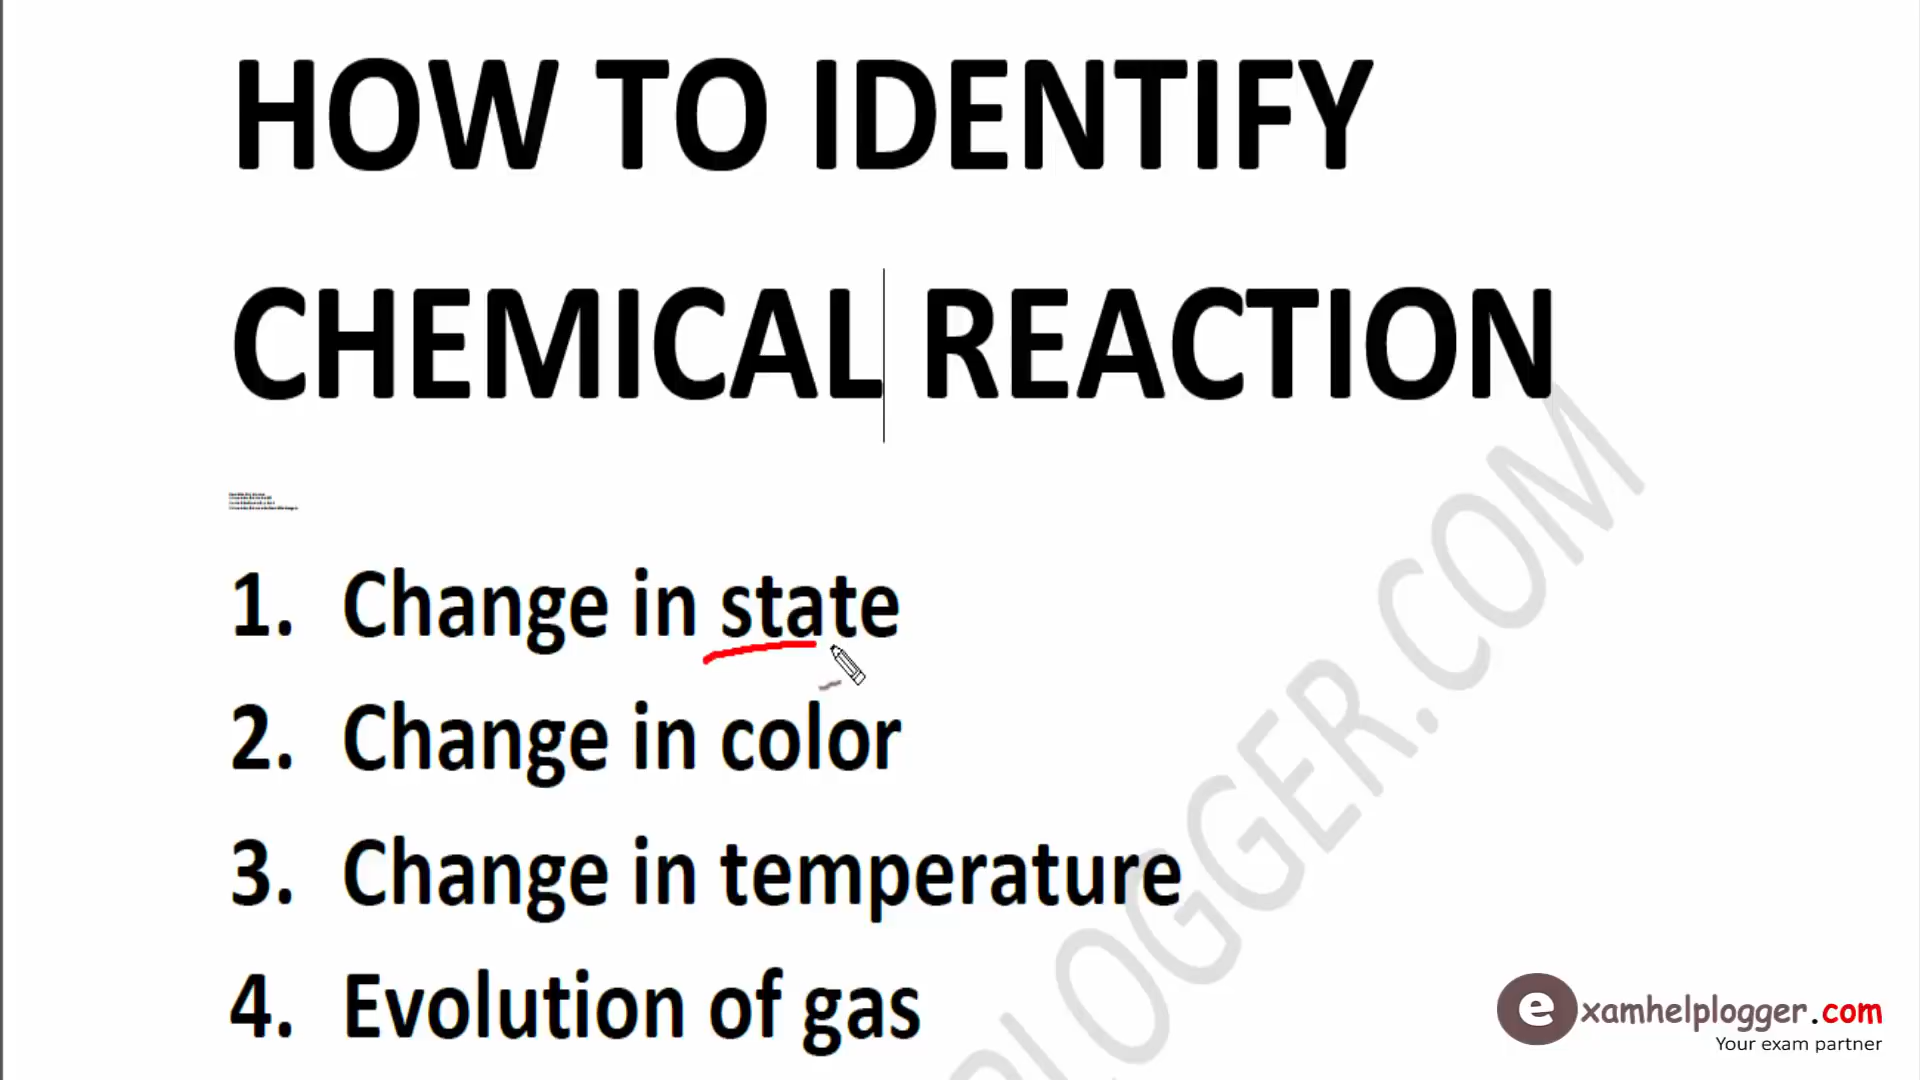 HOW TO IDENTIFY
CHEMICAL REACTION
1. Change in state
2. Change in color
3. Change in temperature
4. Evolution of gas
LOGGER.COM
examhelplogger.com
Your exam partner